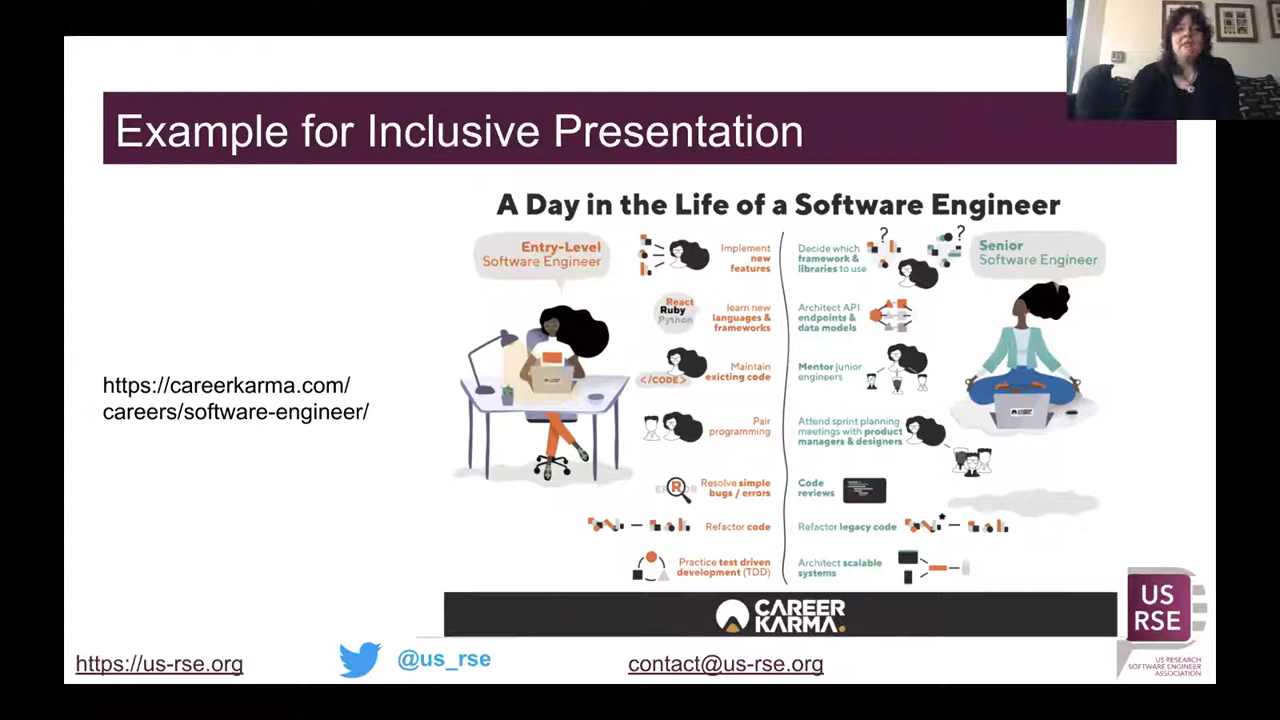 Example for Inclusive Presentation
A Day in the Life of a Software Engineer
Entry-Level
Software Engineer
Implement
new
features
React
Ruby
Python
learn new
languages &
frameworks
Maintain
exicting code
</CODE>
Pair
programming
ERROR
R
Resolve simple
bugs / errors
Refactor code
Practice test driven
development (TDD)
?
?
Decide which
framework &
libraries to use
Senior
Software Engineer
Architect API
endpoints &
data models
Mentor junior
engineers
Attend sprint planning
meetings with product
managers & designers
Code
reviews
Refactor legacy code
Architect scalable
systems
https://careerkarma.com/
careers/software-engineer/
CAREER
KARMA.
US
RSE
US RESEARCH
SOFTWARE ENGINEER
ASSOCIATION
https://us-rse.org
@us_rse
contact@us-rse.org